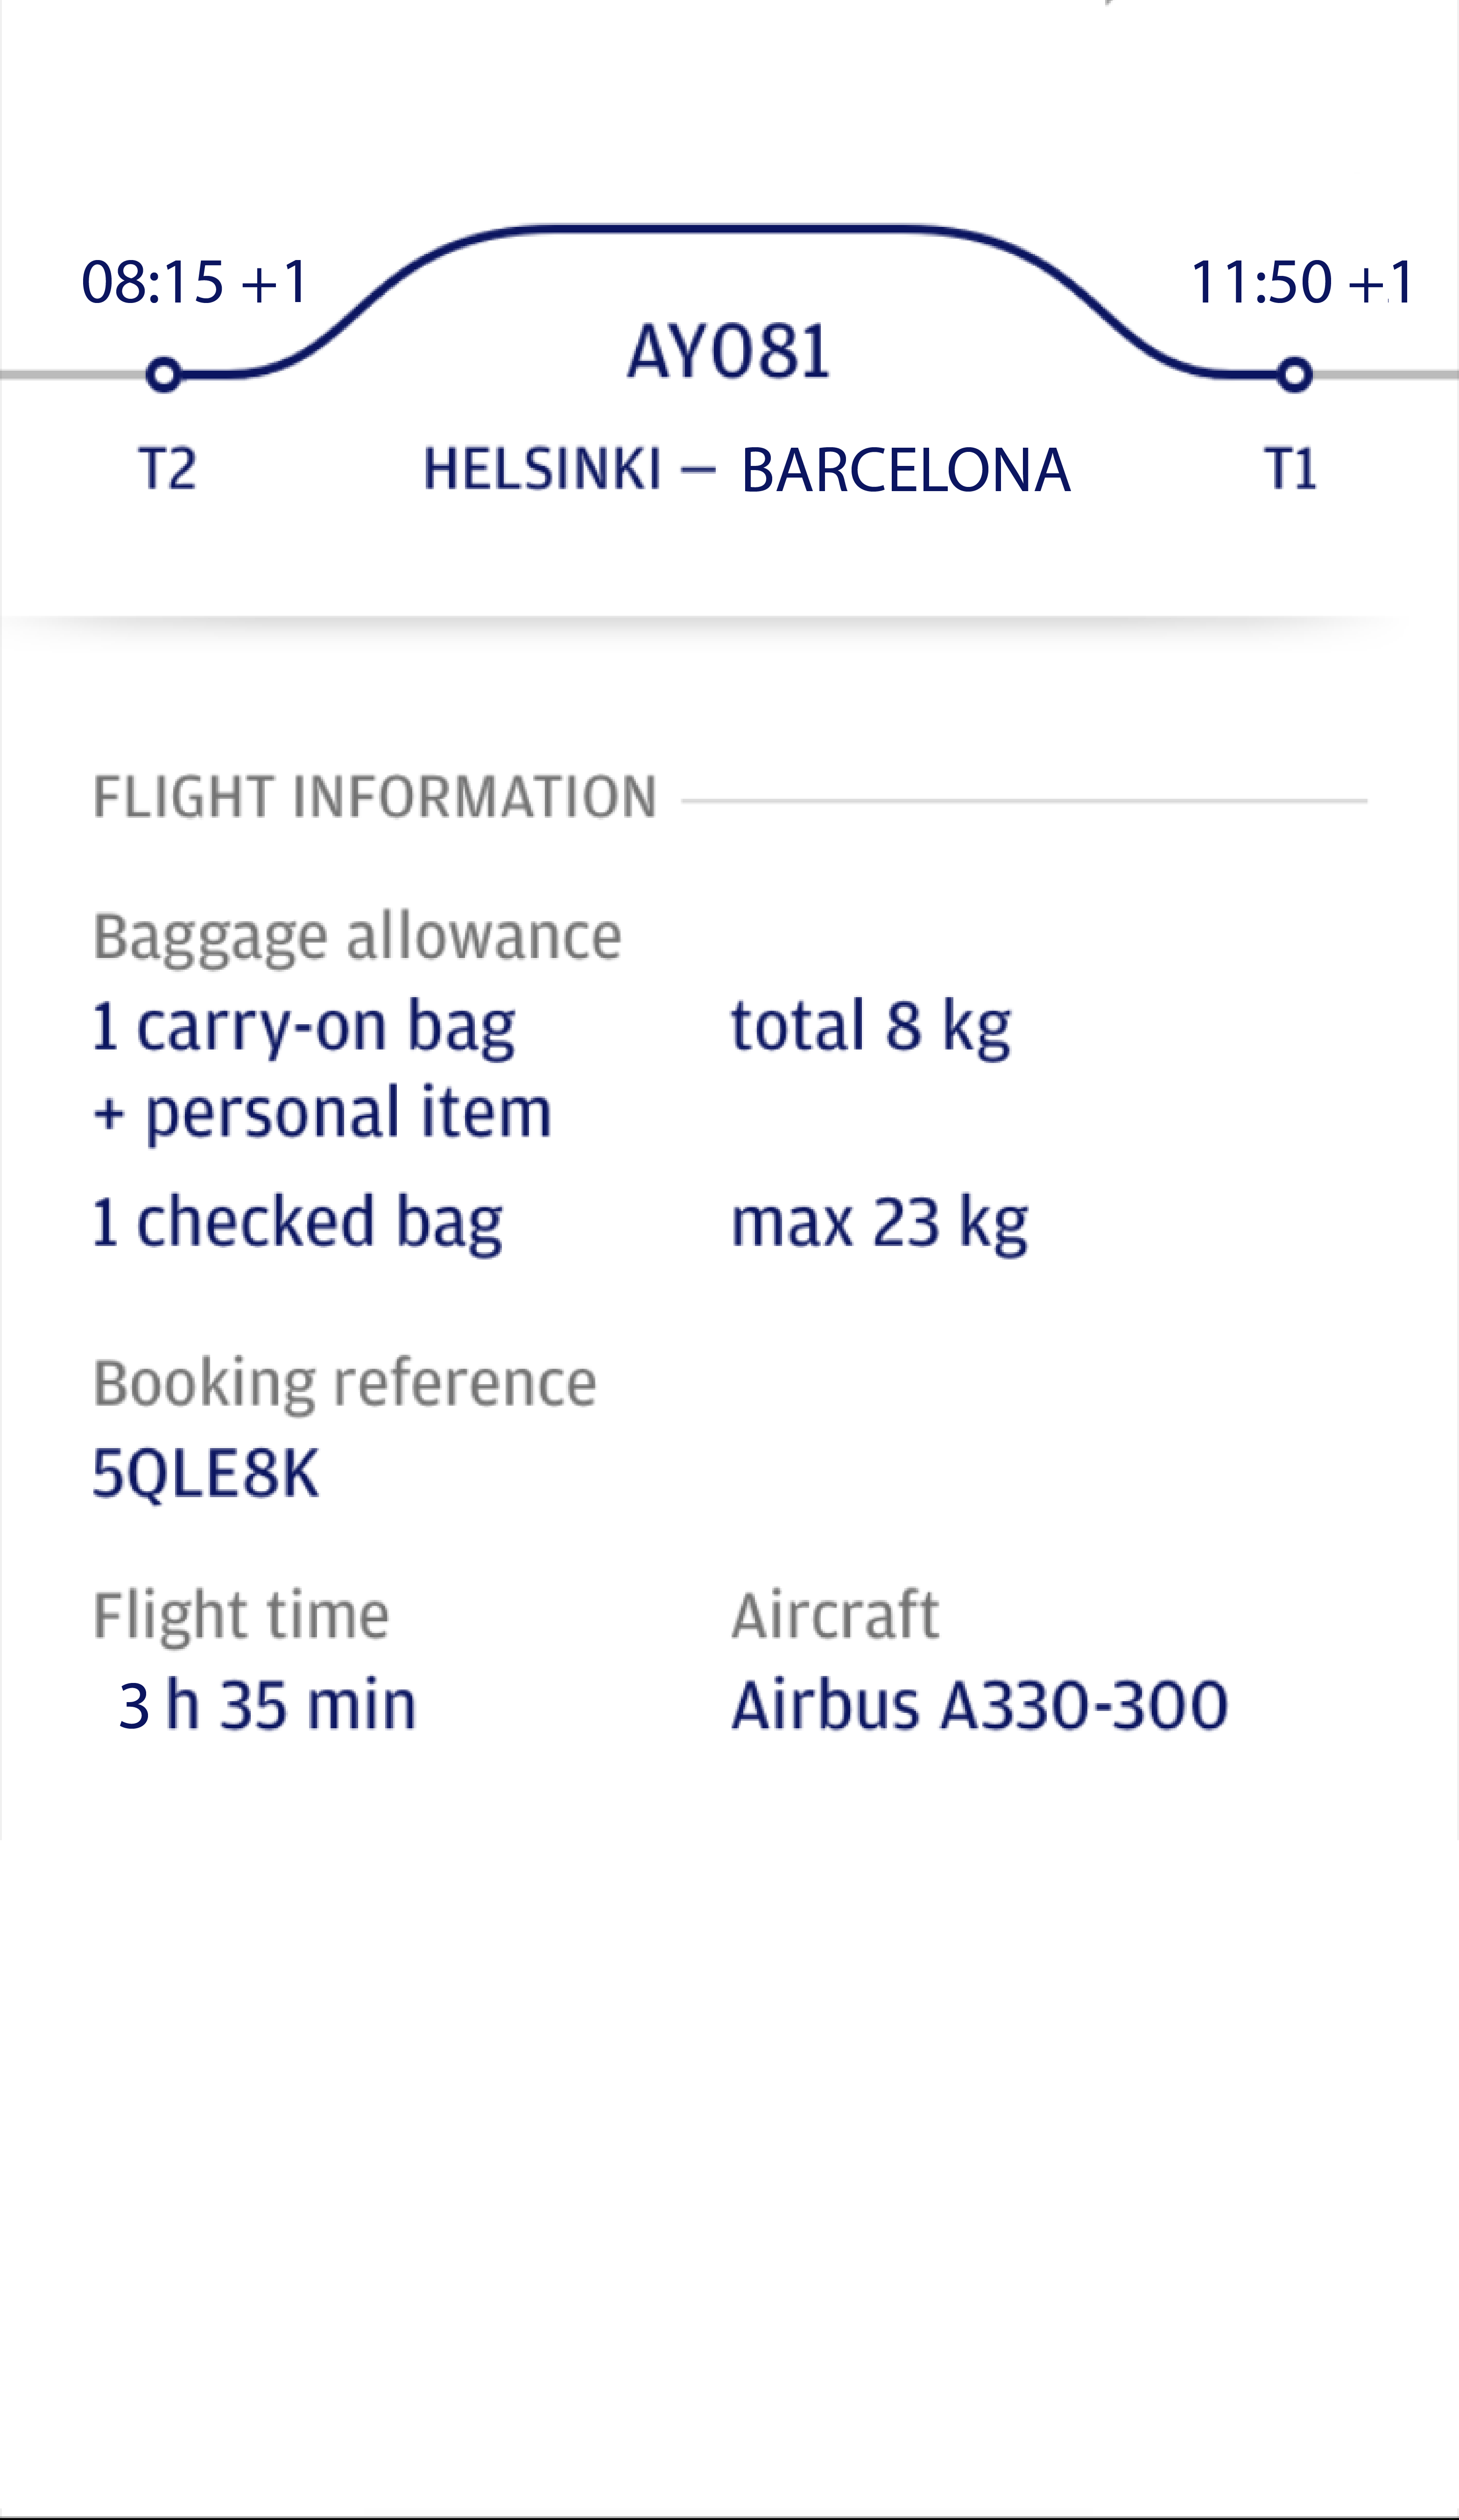 08:15 +1
11:50 +1
AY081
T2
HELSINKI – BARCELONA
T1
FLIGHT INFORMATION
Baggage allowance
1 carry-on bag total 8 kg
+ personal item
1 checked bag max 23 kg
Booking reference
5QLE8K
Flight time Aircraft
3 h 35 min Airbus A330-300